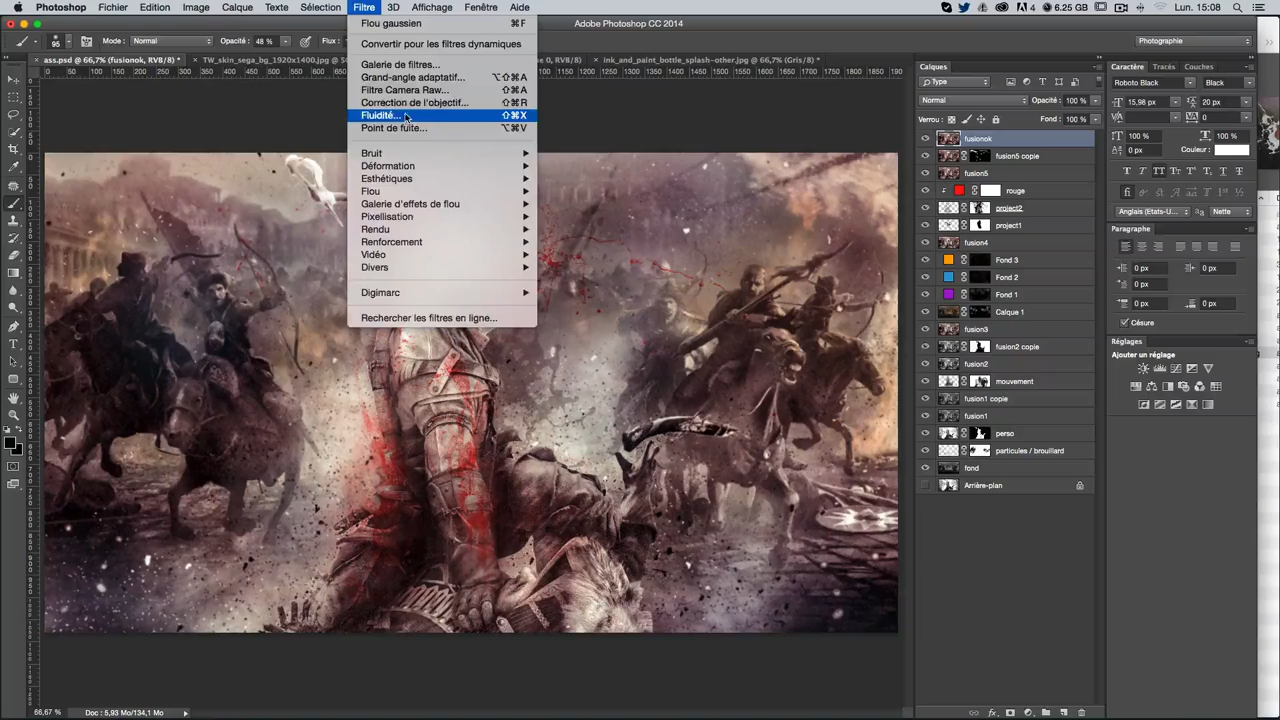 Photoshop Fichier Edition Image Calque Texte Sélection Filtre 3D Affichage Fenêtre Aide 6.25 GB Lun. 15:08
Adobe Photoshop CC 2014
95 Mode : Normal Opacité : 48 % Flux : Photographie
ass.psd @ 66,7% (fusionok, RVB/8) * TW_skin_sega_bg_1920x1400.jpg @ 50 ink_and_paint_bottle_splash-other.jpg @ 66,7% (Gris/8) *
Flou gaussien ⌘F
Convertir pour les filtres dynamiques
Galerie de filtres...
Grand-angle adaptatif... ⌥⇧⌘A
Filtre Camera Raw... ⇧⌘A
Correction de l'objectif... ⇧⌘R
Fluidité... ⇧⌘X
Point de fuite... ⌥⌘V
Bruit
Déformation
Esthétiques
Flou
Galerie d'effets de flou
Pixellisation
Rendu
Renforcement
Vidéo
Divers
Digimarc
Rechercher les filtres en ligne...
Calques
Type
Normal Opacité : 100 %
Verrou : Fond : 100 %
fusionok
fusion5 copie
fusion5
rouge
project2
project1
fusion4
Fond 3
Fond 2
Fond 1
Calque 1
fusion3
fusion2 copie
fusion2
mouvement
fusion1 copie
fusion1
perso
particules / brouillard
fond
Arrière-plan
Caractère Tracés Couches
Roboto Black Black
15,98 px 20 px
0
100 % 100 %
0 px Couleur :
Anglais (Etats-U... Nette
Paragraphe
0 px 0 px
0 px
0 px 0 px
Césure
Réglages
Ajouter un réglage
66,67 % Doc : 5,93 Mo/134,1 Mo